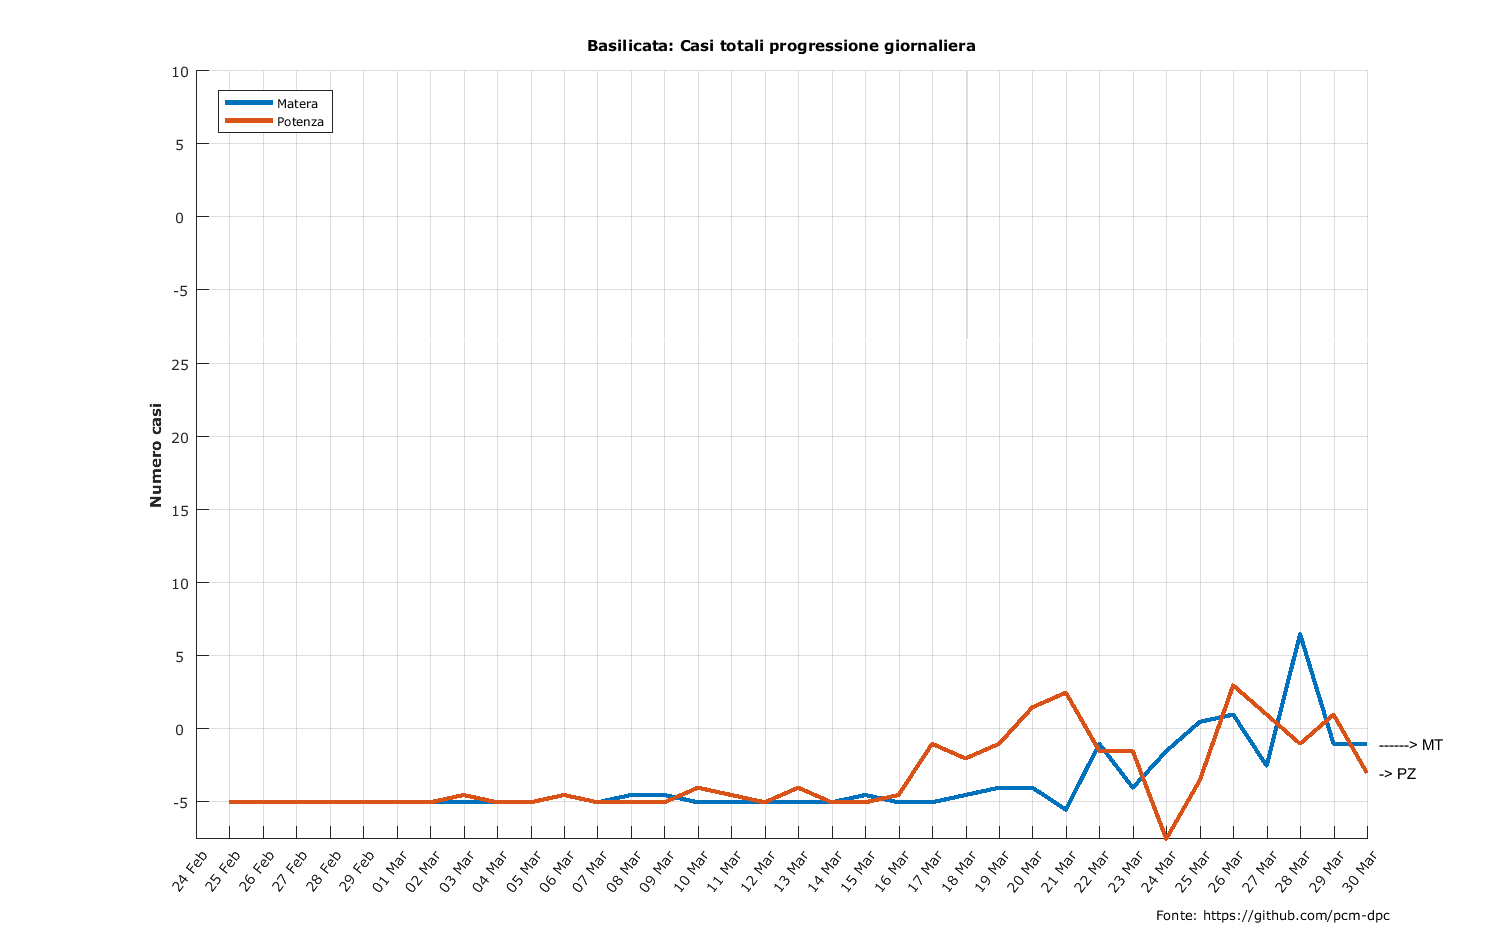 Basilicata: Casi totali progressione giornaliera
Matera
Potenza
10
5
0
-5
25
20
15
10
5
0
-5
Numero casi
24 Feb
25 Feb
26 Feb
27 Feb
28 Feb
29 Feb
01 Mar
02 Mar
03 Mar
04 Mar
05 Mar
06 Mar
07 Mar
08 Mar
09 Mar
10 Mar
11 Mar
12 Mar
13 Mar
14 Mar
15 Mar
16 Mar
17 Mar
18 Mar
19 Mar
20 Mar
21 Mar
22 Mar
23 Mar
24 Mar
25 Mar
26 Mar
27 Mar
28 Mar
29 Mar
30 Mar
------> MT
-> PZ
Fonte: https://github.com/pcm-dpc